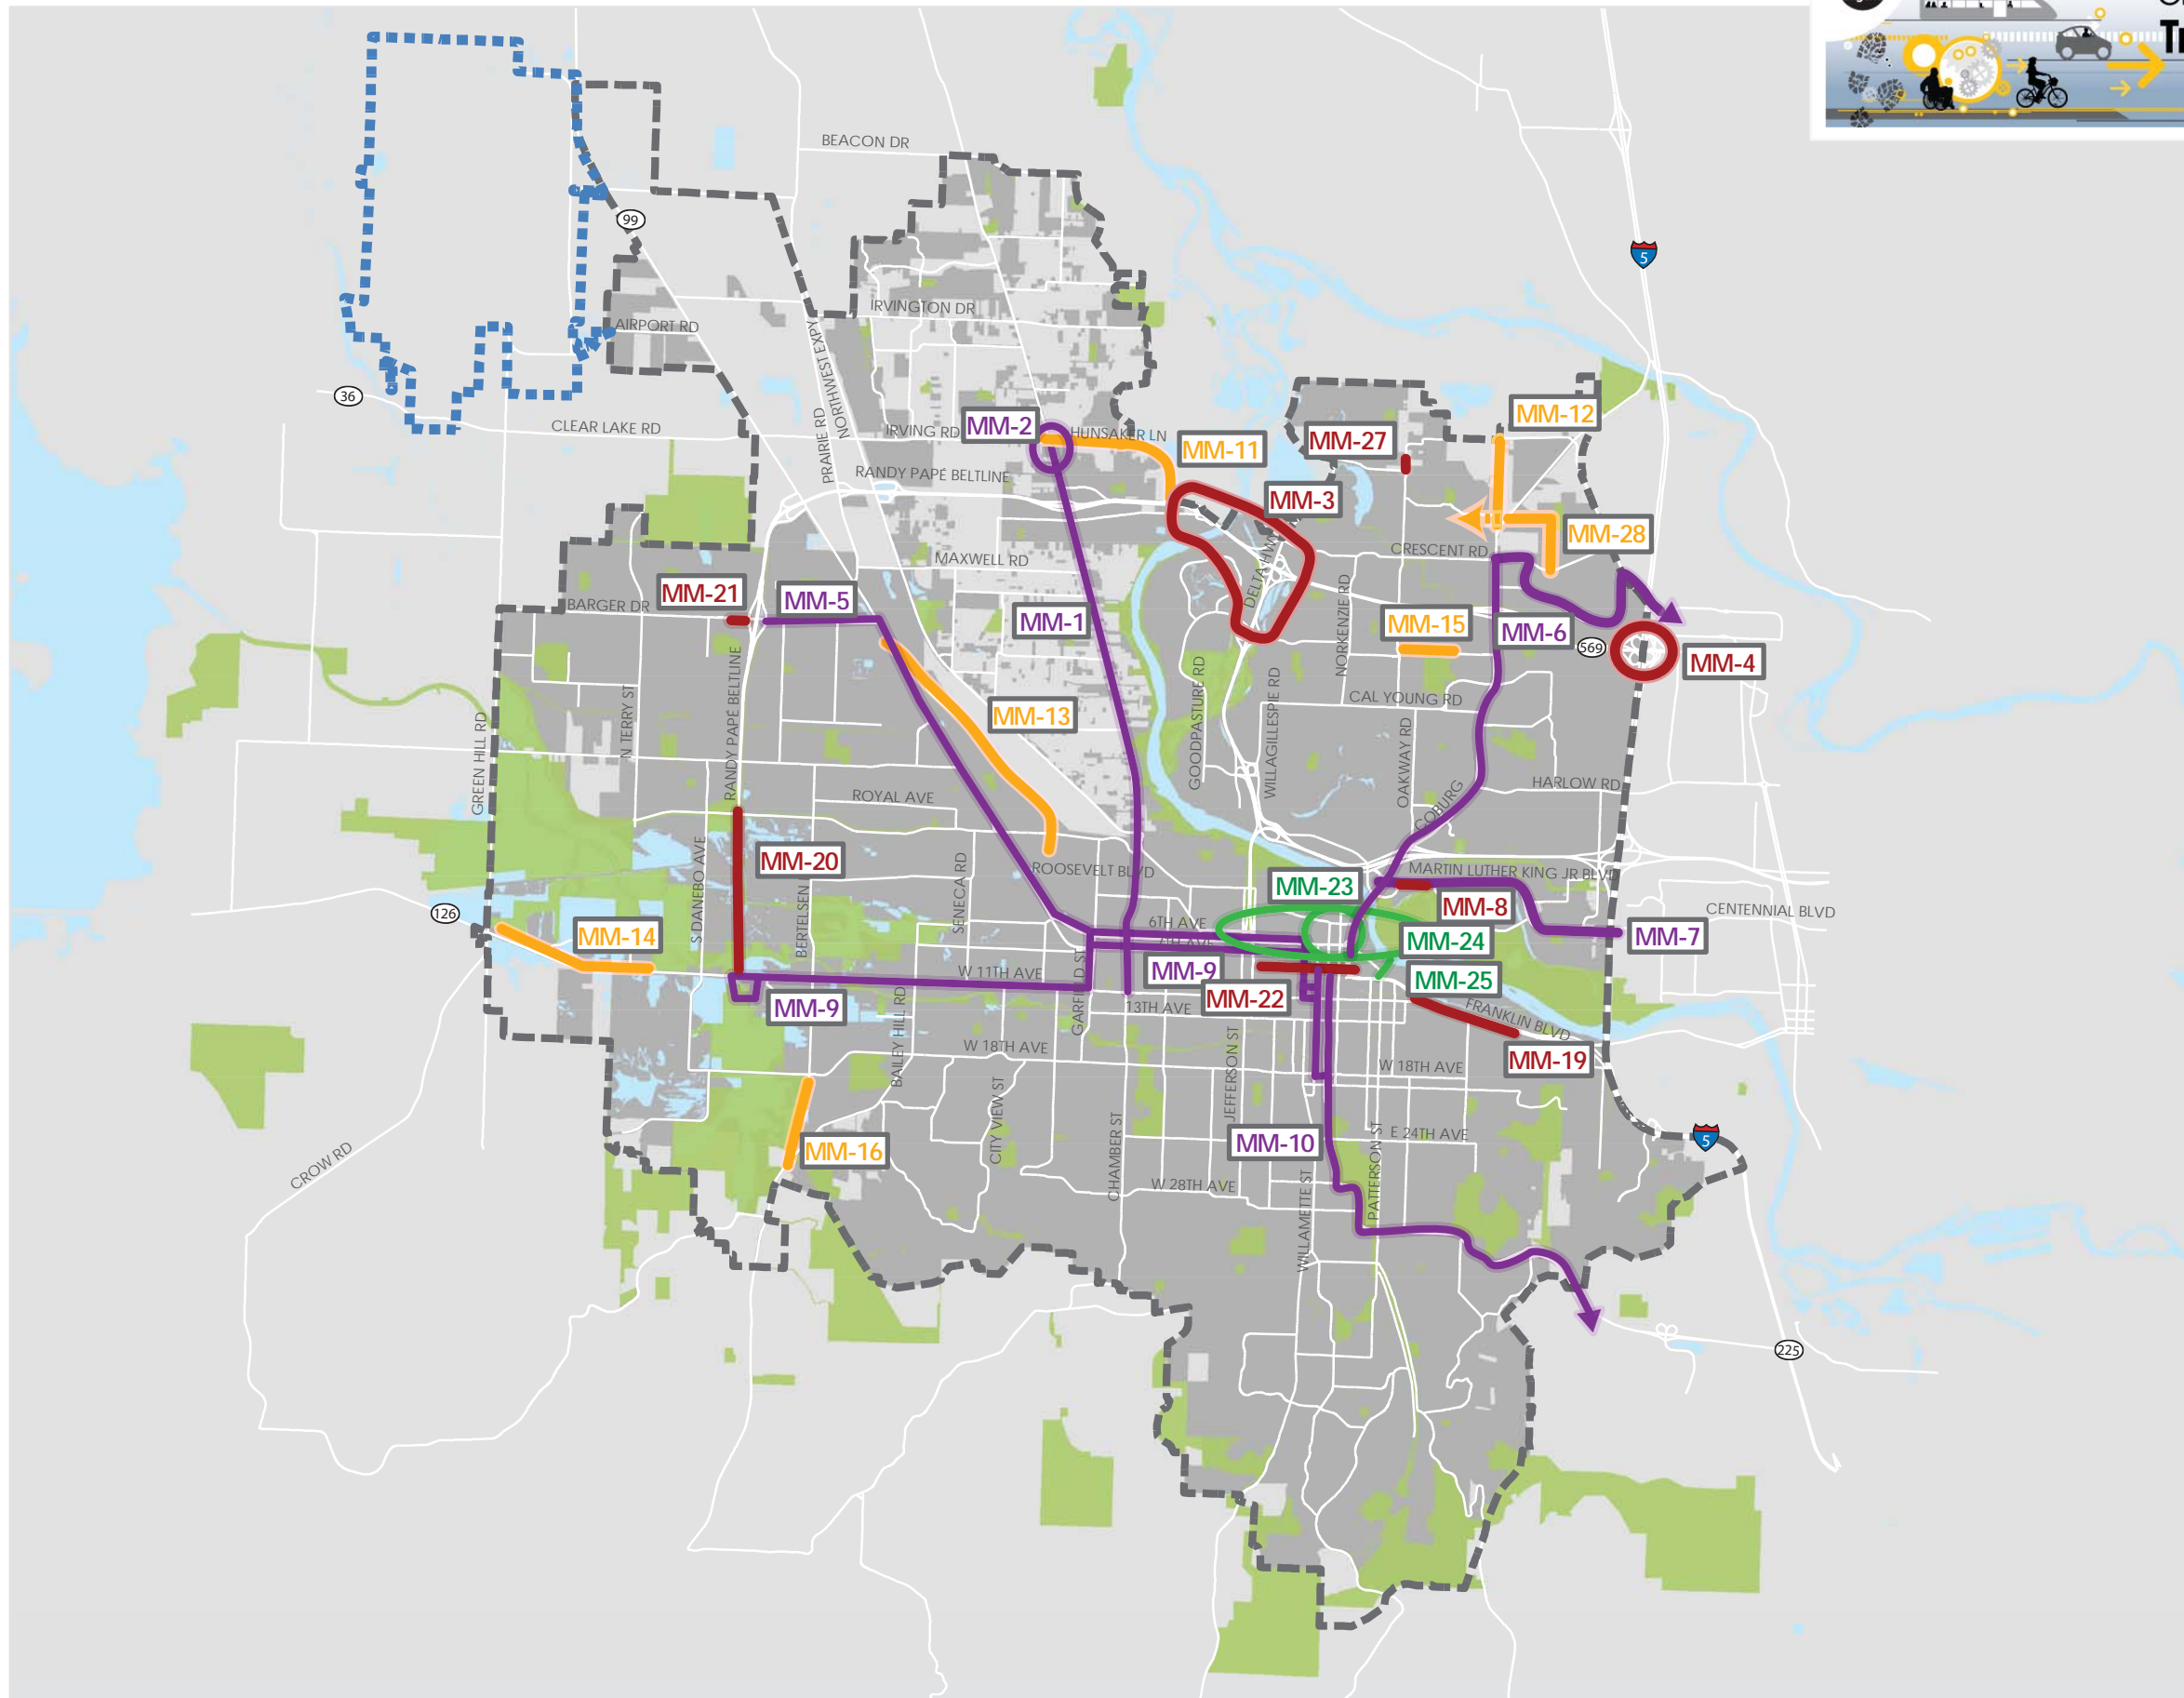 BEACON DR
99
5
IRVINGTON DR
AIRPORT RD
NORTHWEST EXPY
PRAIRIE RD
36
CLEAR LAKE RD
IRVING RD
MM-2
HUNSAKER LN
MM-11
MM-27
MM-12
RANDY PAPÉ BELTLINE
MM-3
MM-28
DELTA HWY
MAXWELL RD
CRESCENT RD
MM-21
BARGER DR
MM-5
MM-1
NORKENZIE RD
MM-15
MM-6
569
MM-4
RANDY PAPÉ BELTLINE
N TERRY ST
GREEN HILL RD
MM-13
GOODPASTURE RD
WILLAGILLESPIE RD
CAL YOUNG RD
OAKWAY RD
HARLOW RD
ROYAL AVE
COBURG
S DANEBO AVE
MM-20
BERTELSEN
SENECA RD
ROOSEVELT BLVD
MARTIN LUTHER KING JR BLVD
MM-23
MM-8
126
MM-14
6TH AVE
7TH AVE
MM-24
CENTENNIAL BLVD
MM-7
W 11TH AVE
MM-9
MM-25
MM-9
MM-22
GARFIELD ST
13TH AVE
FRANKLIN BLVD
BAILEY HILL RD
W 18TH AVE
JEFFERSON ST
W 18TH AVE
MM-19
CITY VIEW ST
CHAMBER ST
MM-10
E 24TH AVE
PATTERSON ST
5
MM-16
CROW RD
W 28TH AVE
WILLAMETTE ST
225